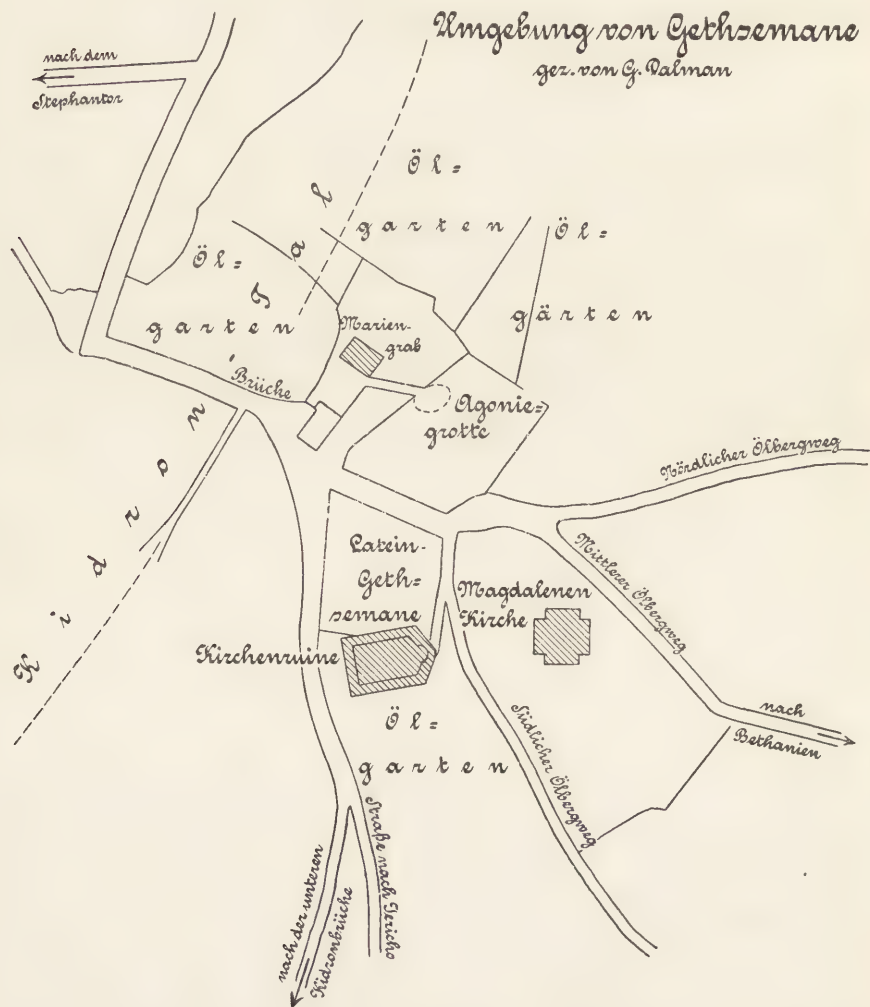 Umgebung von Gethsemane
gez. von G. Dalman
nach dem
Stephantor
Öl=
garten
Öl=
gärten
Öl=
garten
Kidron
Tal
Marien-
grab
Brücke
Agonie-
grotte
Nördlicher Ölbergweg
Mittlerer Ölbergweg
Latein-
Geth-
semane
Magdalenen
Kirche
Kirchenruine
nach
Bethanien
Öl=
garten
Südlicher Ölbergweg
Straße nach Jericho
nach der unteren
Kidronbrücke